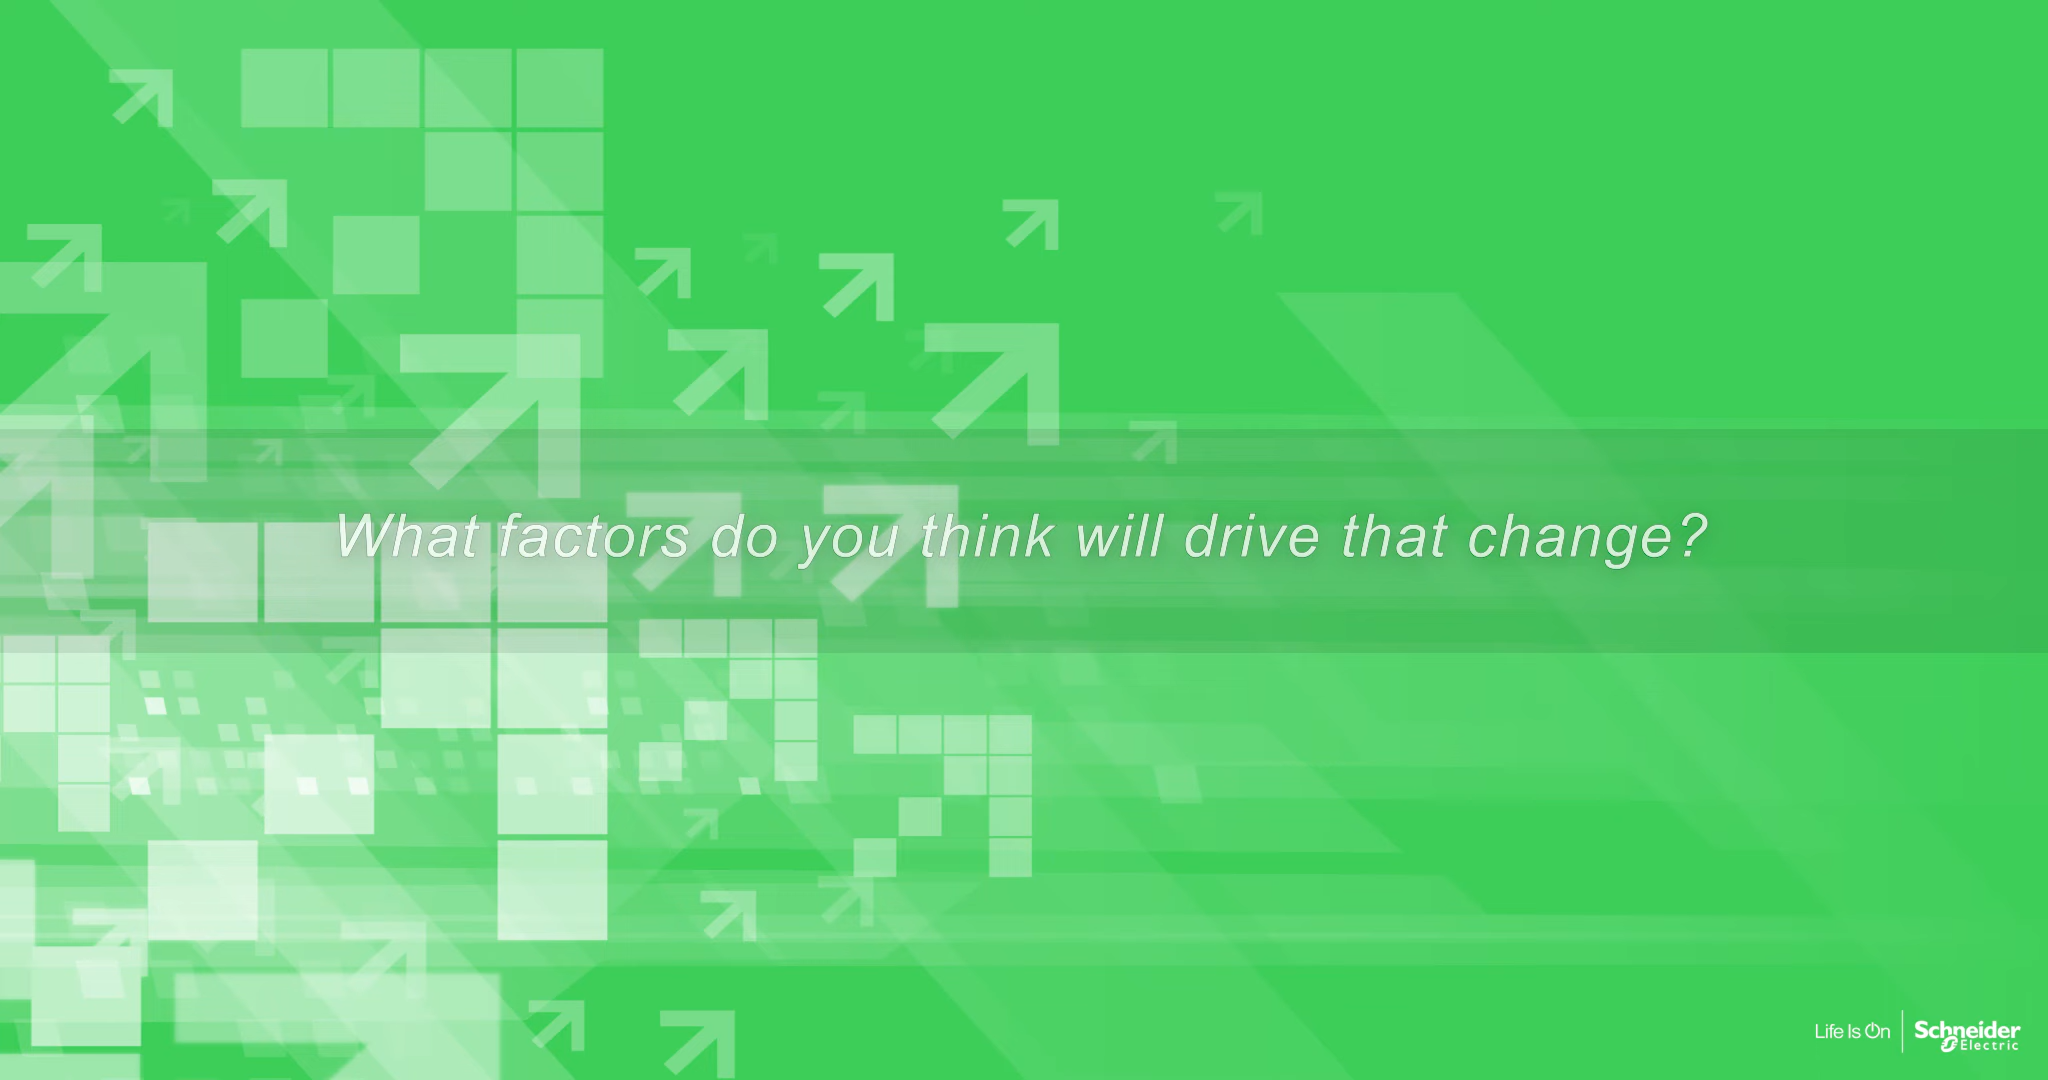 What factors do you think will drive that change?
Life Is On
Schneider
Electric